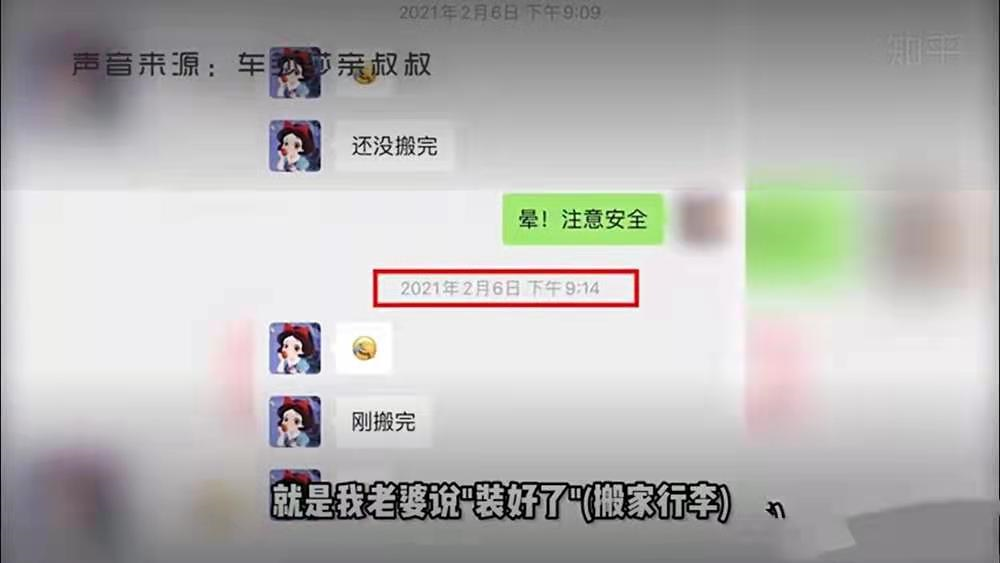 2021年2月6日 下午9:09
声音来源：车莎莎亲叔叔
知乎
还没搬完
晕！注意安全
2021年2月6日 下午9:14
刚搬完
就是我老婆说"装好了"(搬家行李)